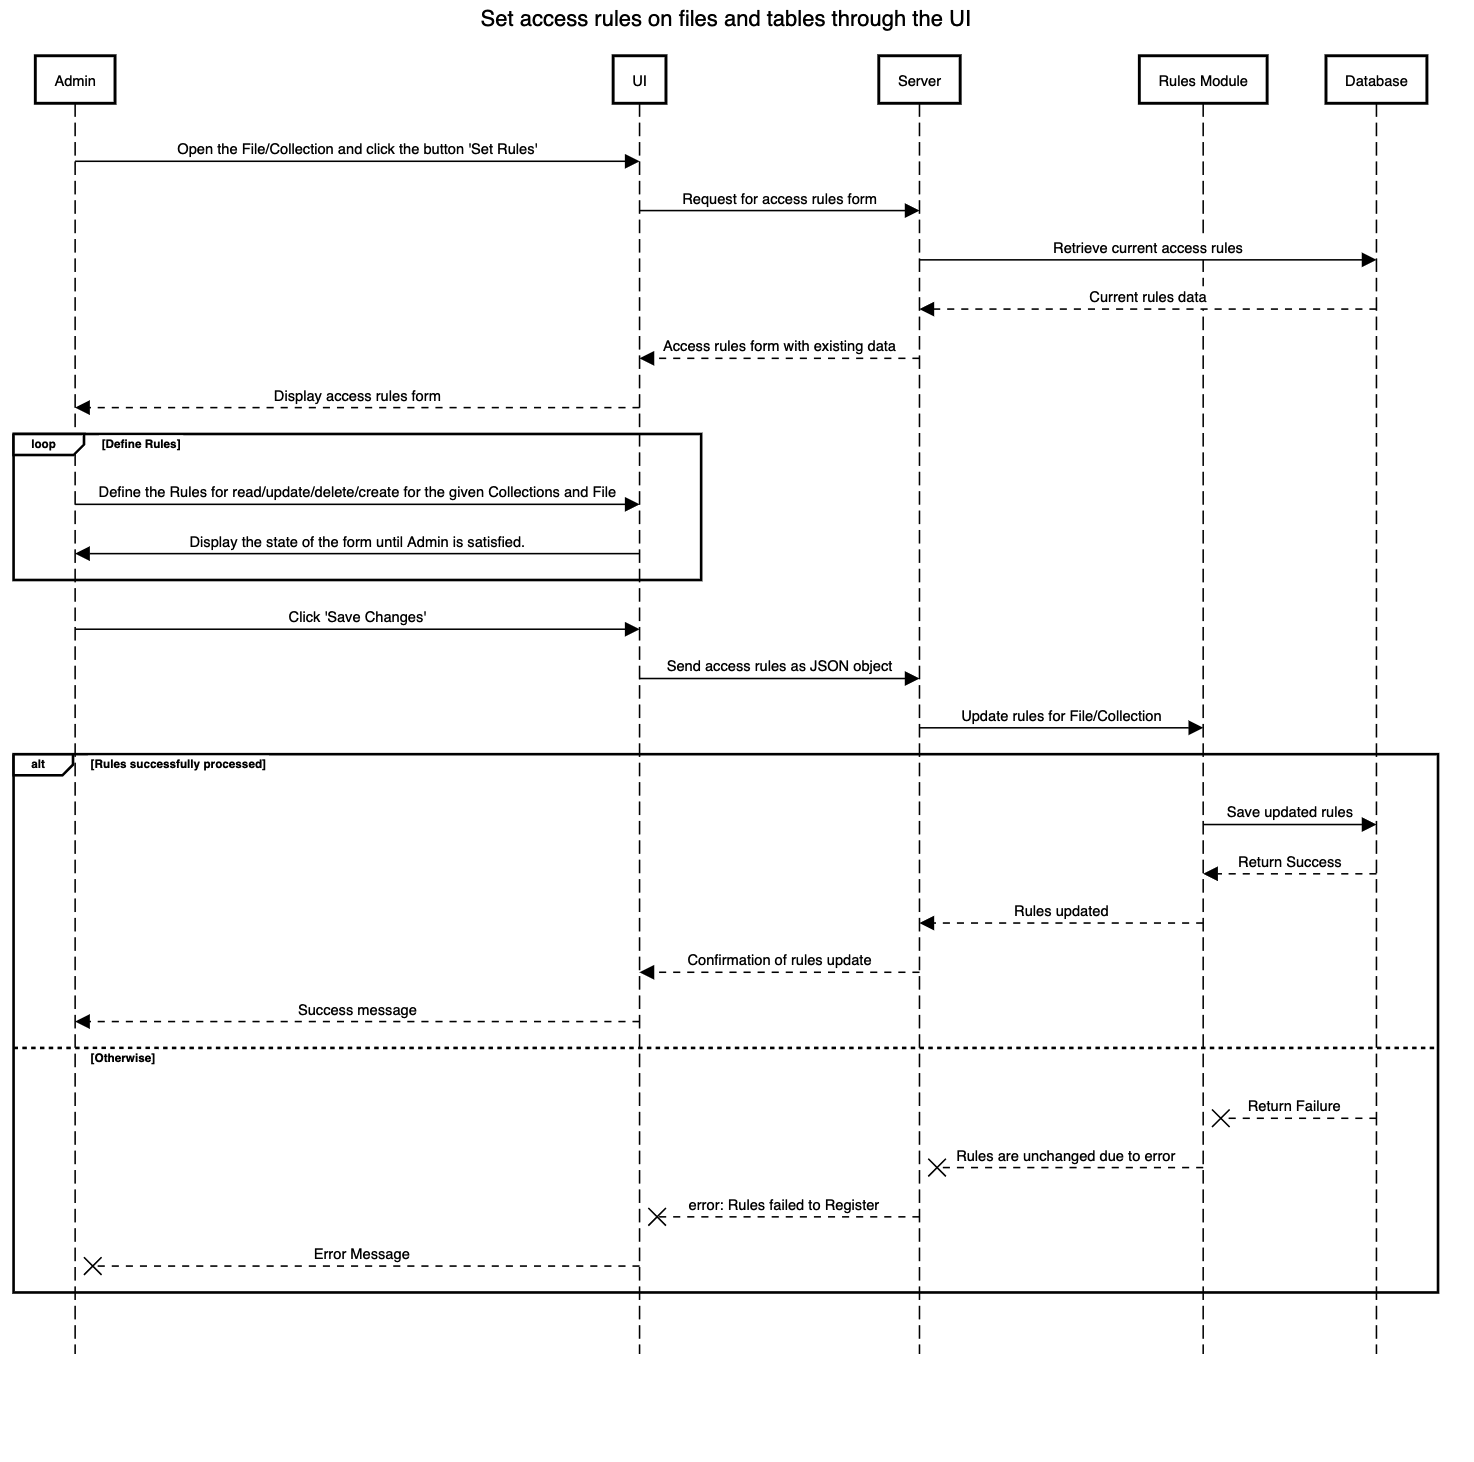 Set access rules on files and tables through the UI
Admin
UI
Server
Rules Module
Database
Open the File/Collection and click the button 'Set Rules'
Request for access rules form
Retrieve current access rules
Current rules data
Access rules form with existing data
Display access rules form
loop
[Define Rules]
Define the Rules for read/update/delete/create for the given Collections and File
Display the state of the form until Admin is satisfied.
Click 'Save Changes'
Send access rules as JSON object
Update rules for File/Collection
alt
[Rules successfully processed]
Save updated rules
Return Success
Rules updated
Confirmation of rules update
Success message
[Otherwise]
Return Failure
Rules are unchanged due to error
error: Rules failed to Register
Error Message